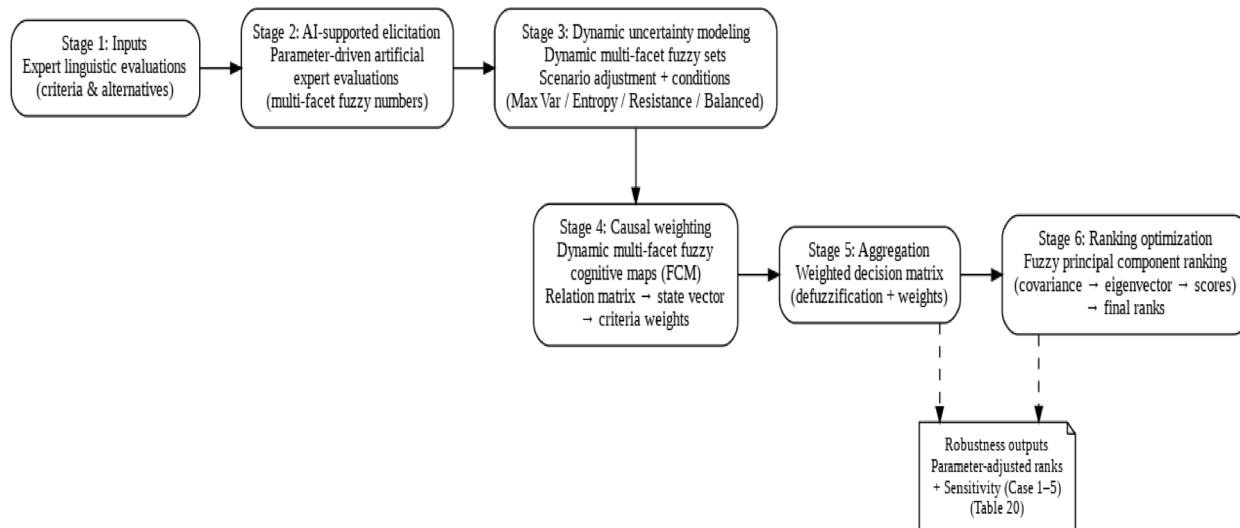 Stage 1: Inputs
Expert linguistic evaluations
(criteria & alternatives)
Stage 2: AI-supported elicitation
Parameter-driven artificial
expert evaluations
(multi-facet fuzzy numbers)
Stage 3: Dynamic uncertainty modeling
Dynamic multi-facet fuzzy sets
Scenario adjustment + conditions
(Max Var / Entropy / Resistance / Balanced)
Stage 4: Causal weighting
Dynamic multi-facet fuzzy
cognitive maps (FCM)
Relation matrix → state vector
→ criteria weights
Stage 5: Aggregation
Weighted decision matrix
(defuzzification + weights)
Stage 6: Ranking optimization
Fuzzy principal component ranking
(covariance → eigenvector → scores)
→ final ranks
Robustness outputs
Parameter-adjusted ranks
+ Sensitivity (Case 1–5)
(Table 20)